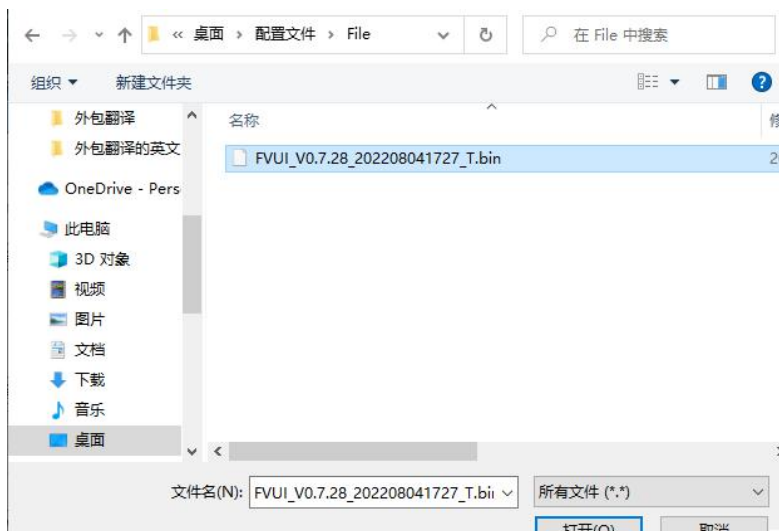 « 桌面 › 配置文件 › File
在 File 中搜索
组织
新建文件夹
外包翻译
外包翻译的英文
OneDrive - Pers
此电脑
3D 对象
视频
图片
文档
下载
音乐
桌面
名称
FVUI_V0.7.28_202208041727_T.bin
2
文件名(N):
FVUI_V0.7.28_202208041727_T.bi
所有文件 (*.*)
打开(O)
取消